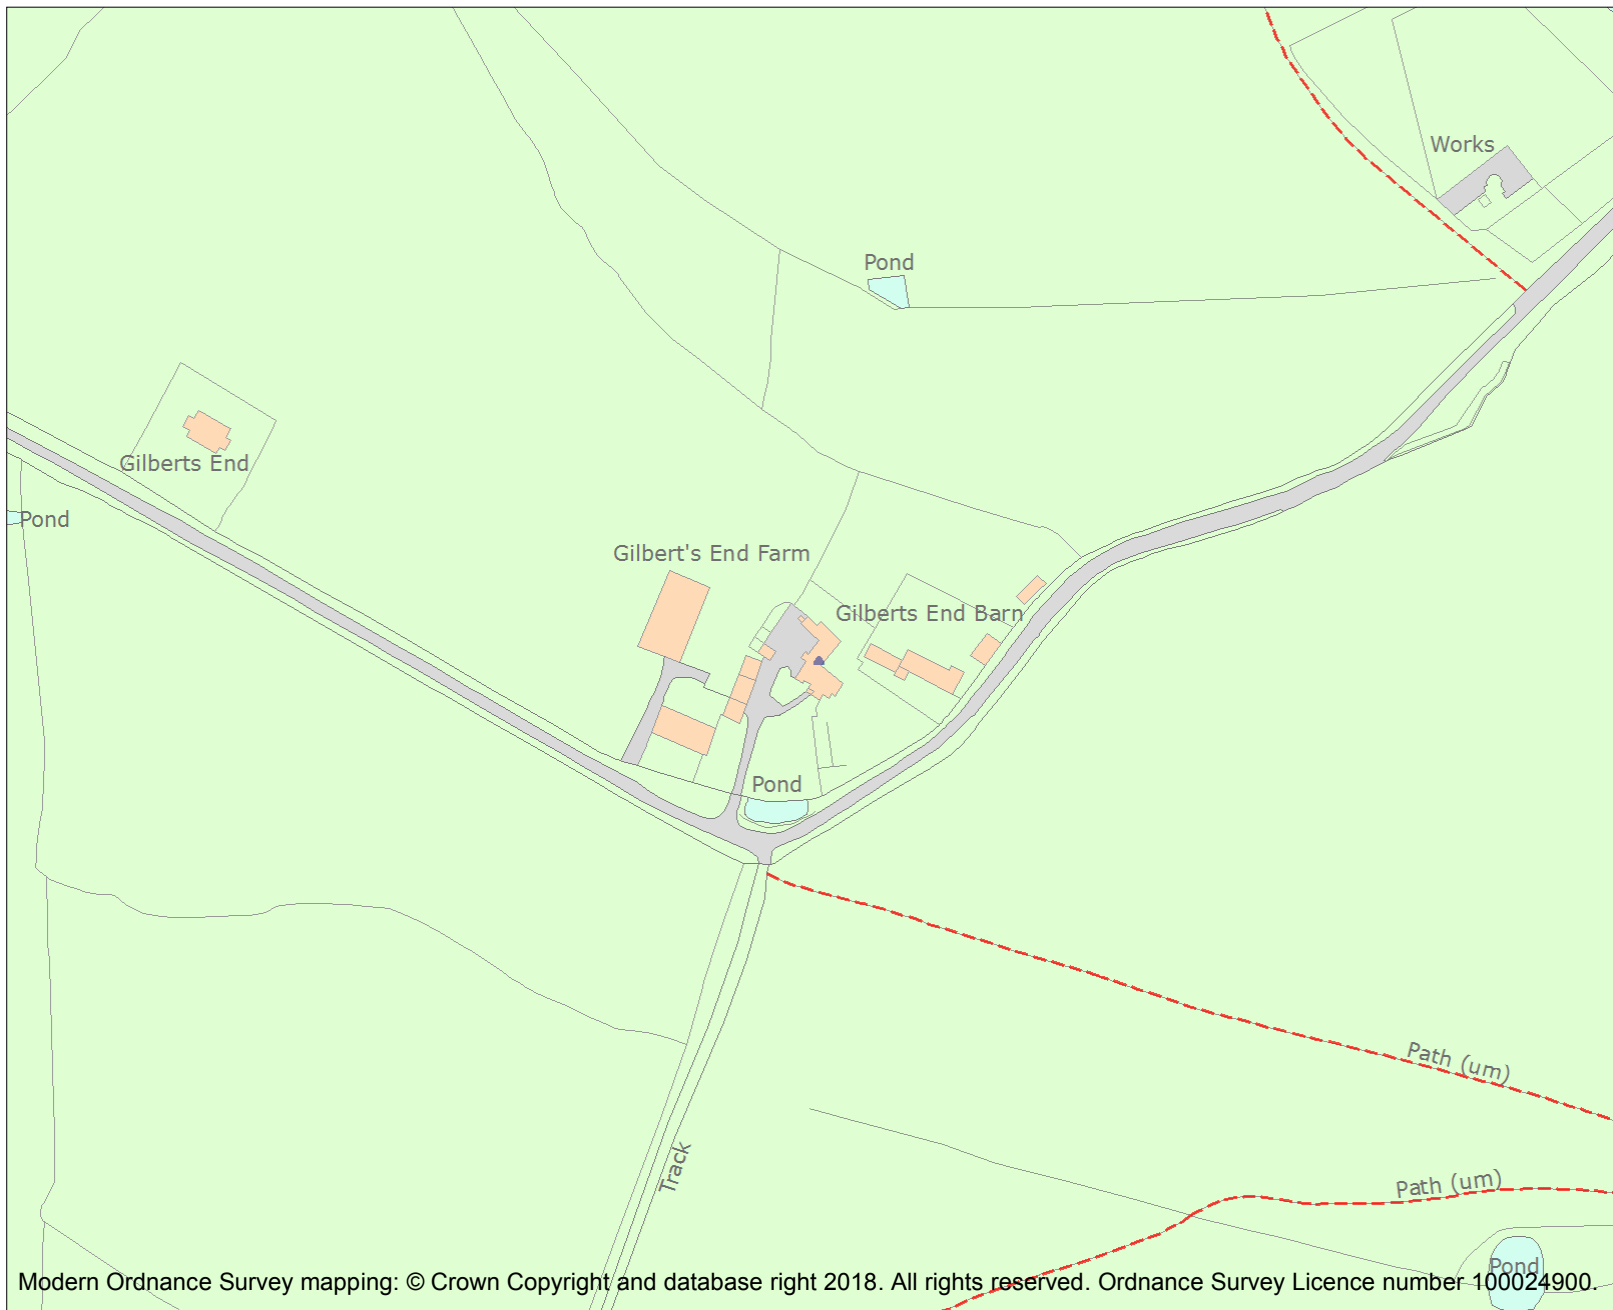 Works
Pond
Gilberts End
Pond
Gilbert's End Farm
Gilberts End Barn
Pond
Path (um)
Track
Path (um)
Pond
Modern Ordnance Survey mapping: © Crown Copyright and database right 2018. All rights reserved. Ordnance Survey Licence number 100024900.